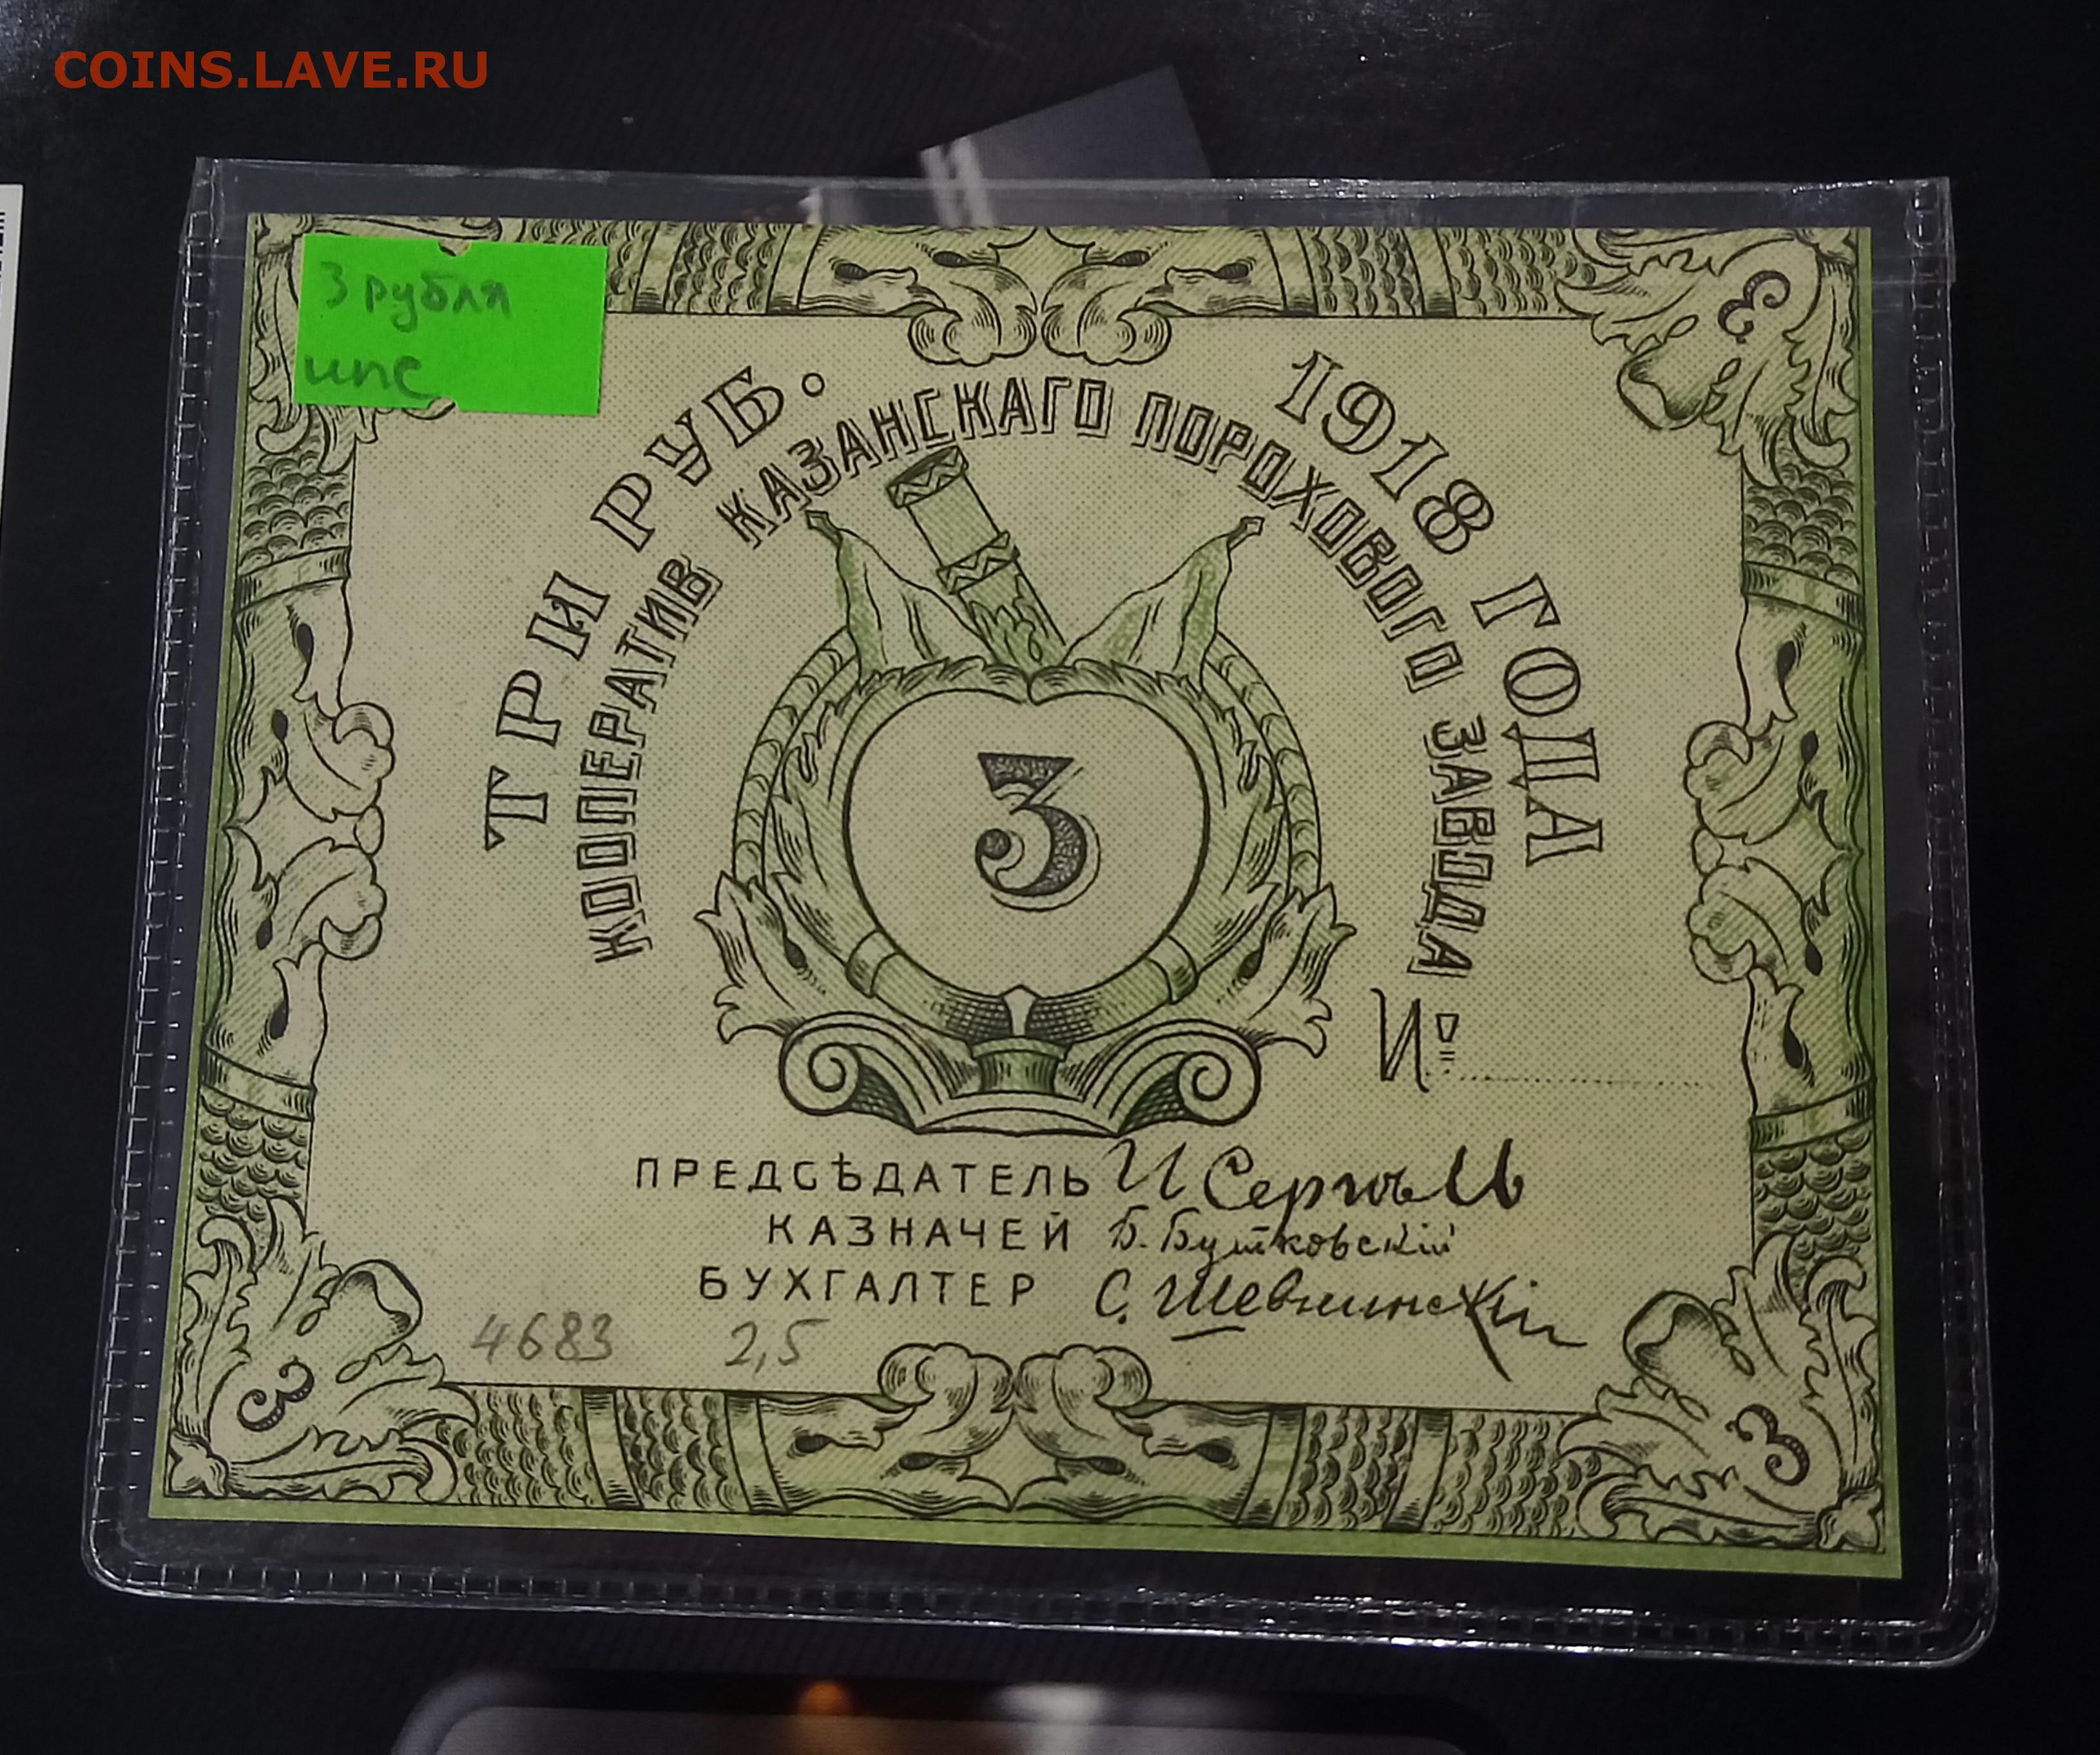 COINS.LAVE.RU
3 рубля
ипс
ТРИ РУБ. 1918 ГОДА
КООПЕРАТИВ КАЗАНСКАГО ПОРОХОВОГО ЗАВОДА
3
3
№
ПРЕДСѢДАТЕЛЬ И
КАЗНАЧЕЙ Б. Бутковскій
БУХГАЛТЕР С.
4683 2,5
3
3